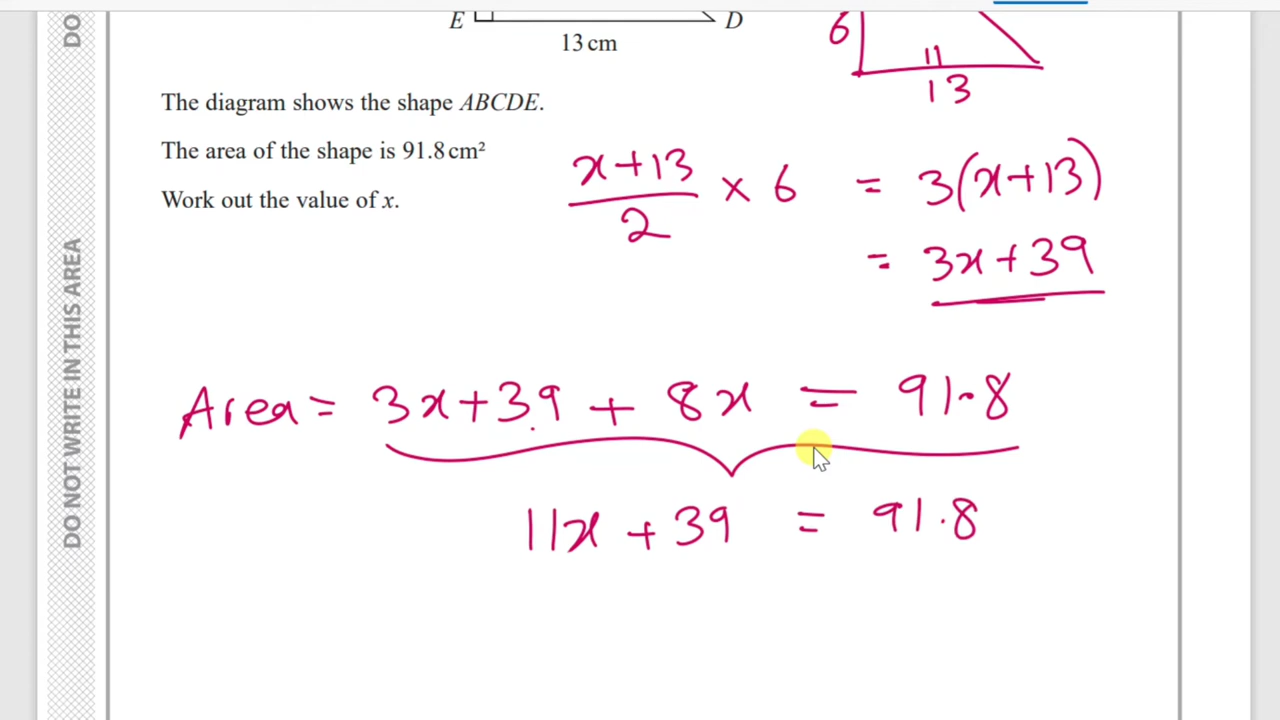 DO
E D
13 cm
6
11
13
The diagram shows the shape ABCDE.
The area of the shape is 91.8 cm²
Work out the value of x.
x+13
2
× 6 = 3(x+13)
= 3x+39
Area = 3x+39 + 8x = 91.8
11x + 39 = 91.8
DO NOT WRITE IN THIS AREA